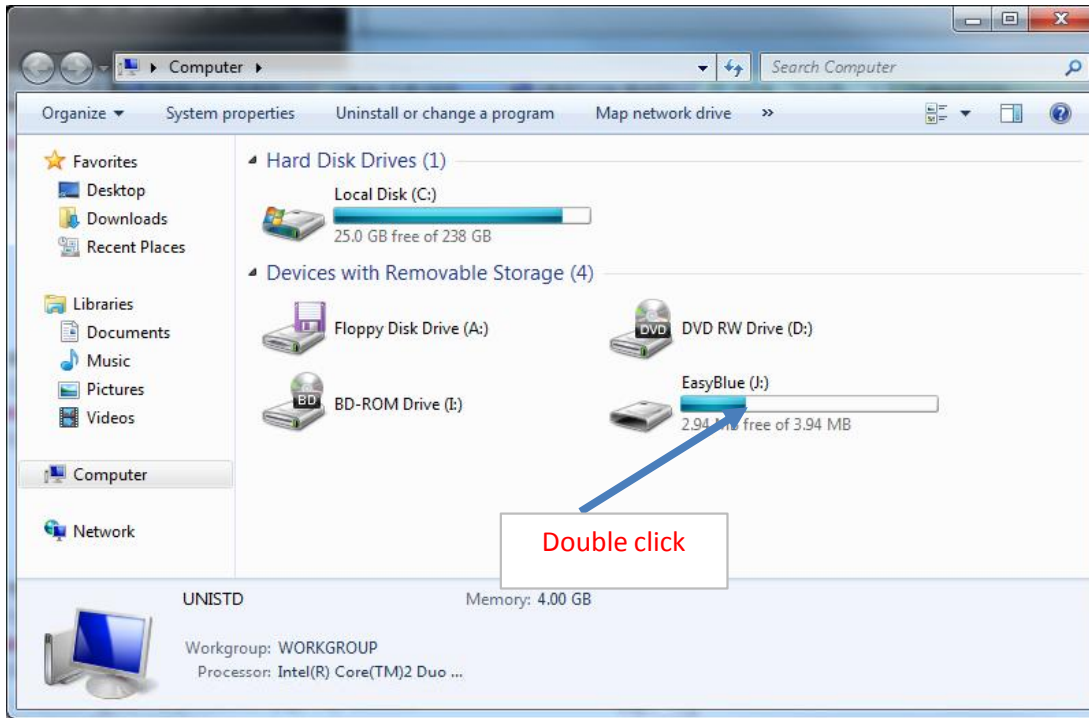 Computer
Search Computer
Organize System properties Uninstall or change a program Map network drive »
Favorites
Desktop
Downloads
Recent Places
Libraries
Documents
Music
Pictures
Videos
Computer
Network
Hard Disk Drives (1)
Local Disk (C:)
25.0 GB free of 238 GB
Devices with Removable Storage (4)
Floppy Disk Drive (A:)
DVD
DVD RW Drive (D:)
BD
BD-ROM Drive (I:)
EasyBlue (J:)
2.94 MB free of 3.94 MB
Double click
UNISTD Memory: 4.00 GB
Workgroup: WORKGROUP
Processor: Intel(R) Core(TM)2 Duo ...